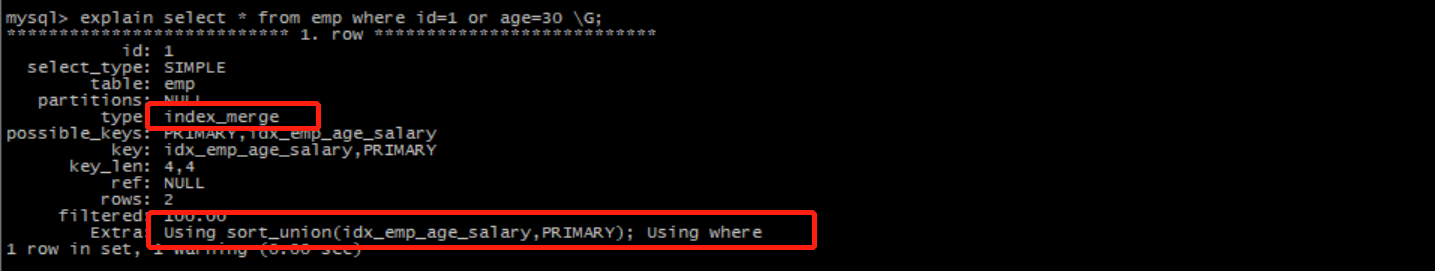 mysql> explain select * from emp where id=1 or age=30 \G;
*************************** 1. row ***************************
id: 1
select_type: SIMPLE
table: emp
partitions: NULL
type: index_merge
possible_keys: PRIMARY,idx_emp_age_salary
key: idx_emp_age_salary,PRIMARY
key_len: 4,4
ref: NULL
rows: 2
filtered: 100.00
Extra: Using sort_union(idx_emp_age_salary,PRIMARY); Using where
1 row in set, 1 warning (0.00 sec)